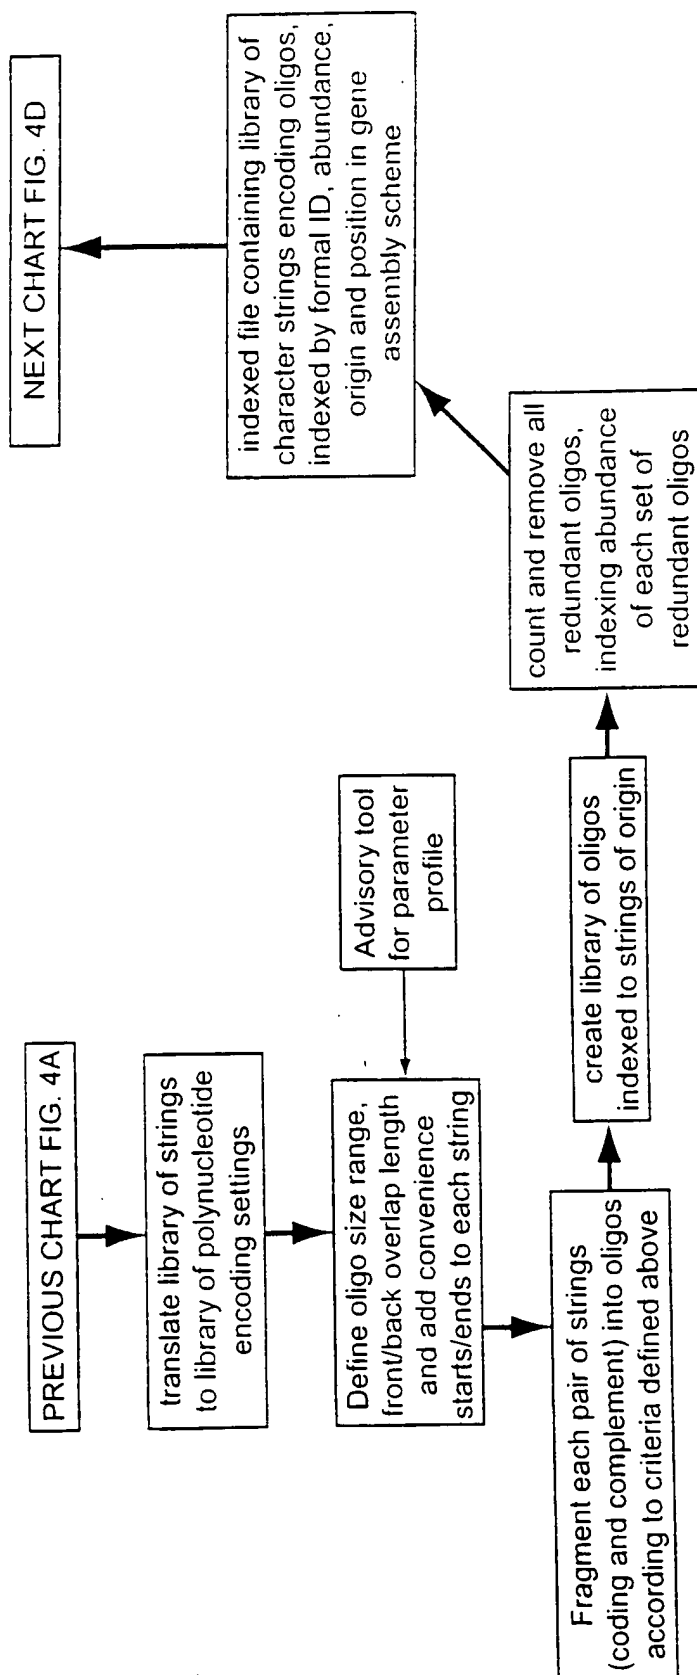 PREVIOUS CHART FIG. 4A
translate library of strings
to library of polynucleotide
encoding settings
Define oligo size range,
front/back overlap length
and add convenience
starts/ends to each string
Advisory tool
for parameter
profile
Fragment each pair of strings
(coding and complement) into oligos
according to criteria defined above
create library of oligos
indexed to strings of origin
count and remove all
redundant oligos,
indexing abundance
of each set of
redundant oligos
indexed file containing library of
character strings encoding oligos,
indexed by formal ID, abundance,
origin and position in gene
assembly scheme
NEXT CHART FIG. 4D